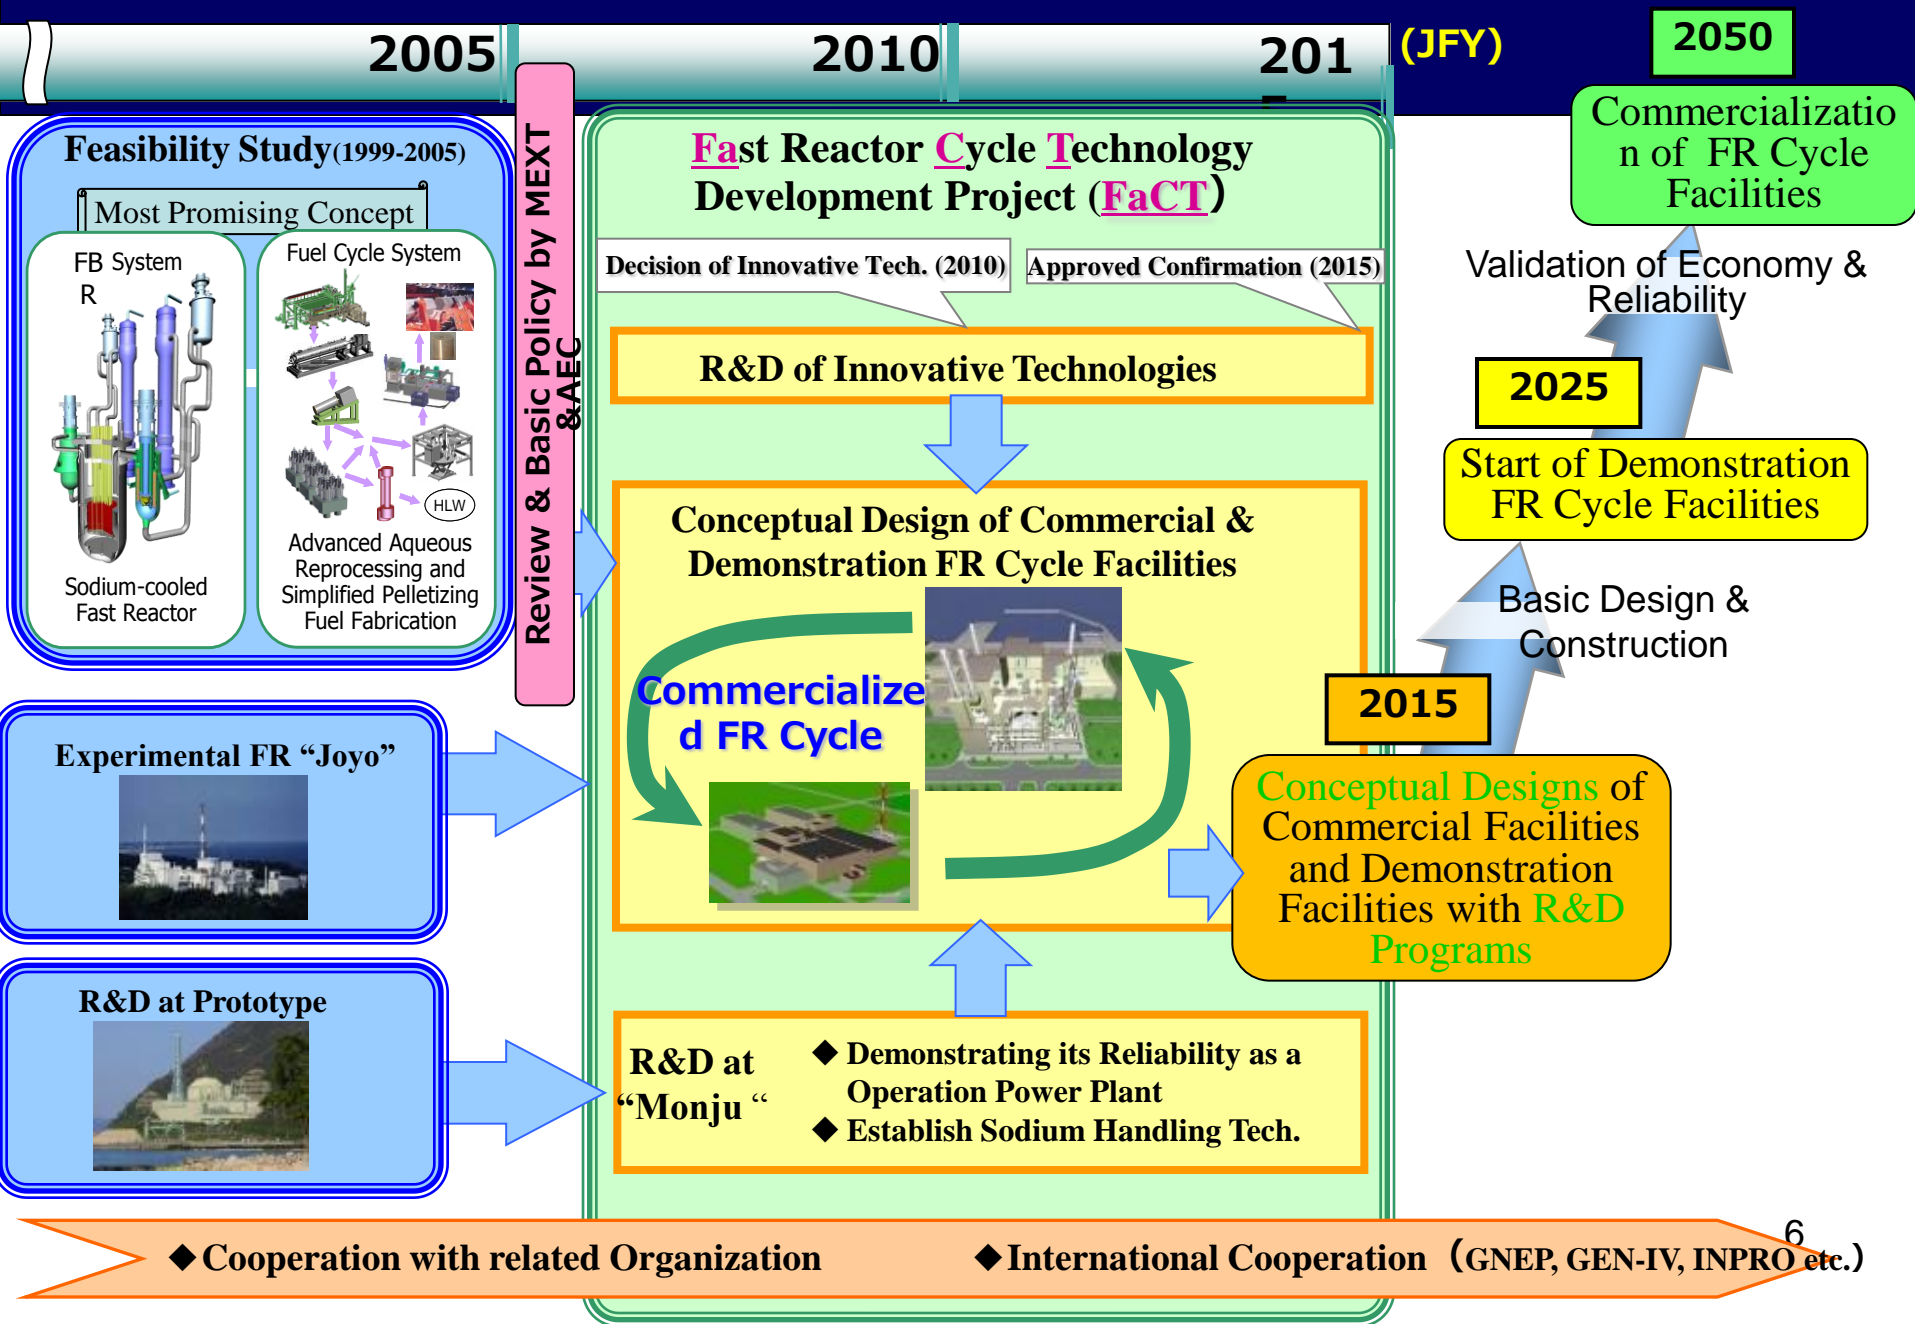 2005
2010
201
(JFY)
2050
Commercializatio
n of FR Cycle
Facilities
Feasibility Study(1999-2005)
Most Promising Concept
FB System
R
Sodium-cooled
Fast Reactor
Fuel Cycle System
HLW
Advanced Aqueous
Reprocessing and
Simplified Pelletizing
Fuel Fabrication
Review & Basic Policy by MEXT
&AEC
Fast Reactor Cycle Technology
Development Project (FaCT)
Decision of Innovative Tech. (2010)
Approved Confirmation (2015)
R&D of Innovative Technologies
Conceptual Design of Commercial &
Demonstration FR Cycle Facilities
Commercialize
d FR Cycle
Validation of Economy &
Reliability
2025
Start of Demonstration
FR Cycle Facilities
Basic Design &
Construction
2015
Conceptual Designs of
Commercial Facilities
and Demonstration
Facilities with R&D
Programs
Experimental FR “Joyo”
R&D at Prototype
R&D at
“Monju “
◆ Demonstrating its Reliability as a
Operation Power Plant
◆ Establish Sodium Handling Tech.
◆Cooperation with related Organization
◆International Cooperation（GNEP, GEN-IV, INPRO etc.）
6